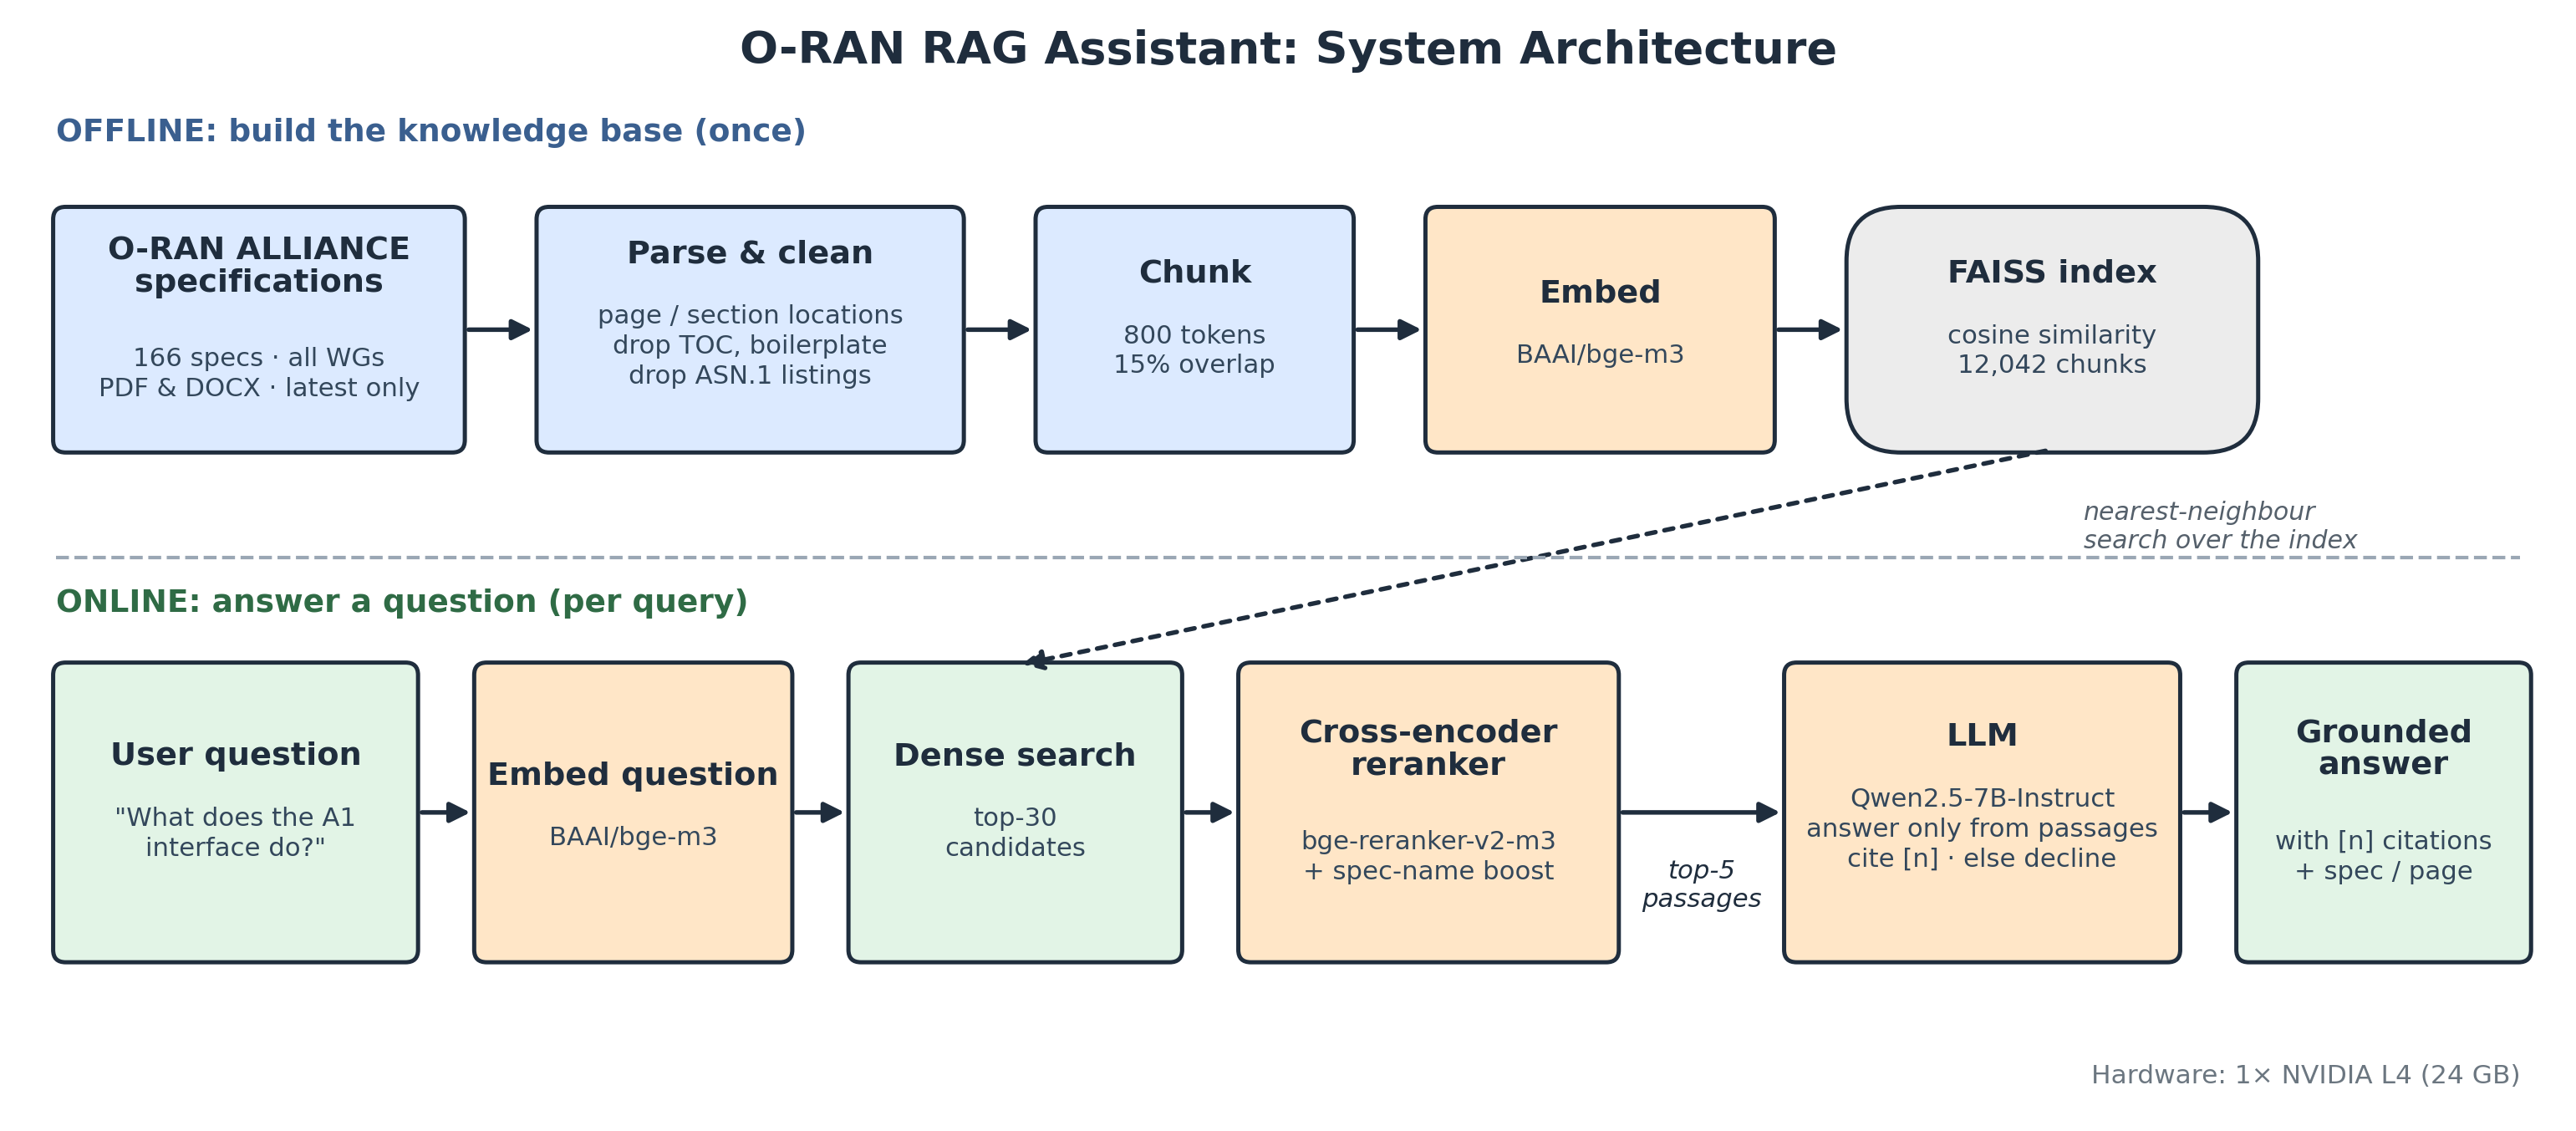 O-RAN RAG Assistant: System Architecture
OFFLINE: build the knowledge base (once)
O-RAN ALLIANCE
specifications
166 specs · all WGs
PDF & DOCX · latest only
Parse & clean
page / section locations
drop TOC, boilerplate
drop ASN.1 listings
Chunk
800 tokens
15% overlap
Embed
BAAI/bge-m3
FAISS index
cosine similarity
12,042 chunks
nearest-neighbour
search over the index
ONLINE: answer a question (per query)
User question
"What does the A1
interface do?"
Embed question
BAAI/bge-m3
Dense search
top-30
candidates
Cross-encoder
reranker
bge-reranker-v2-m3
+ spec-name boost
top-5
passages
LLM
Qwen2.5-7B-Instruct
answer only from passages
cite [n] · else decline
Grounded
answer
with [n] citations
+ spec / page
Hardware: 1× NVIDIA L4 (24 GB)